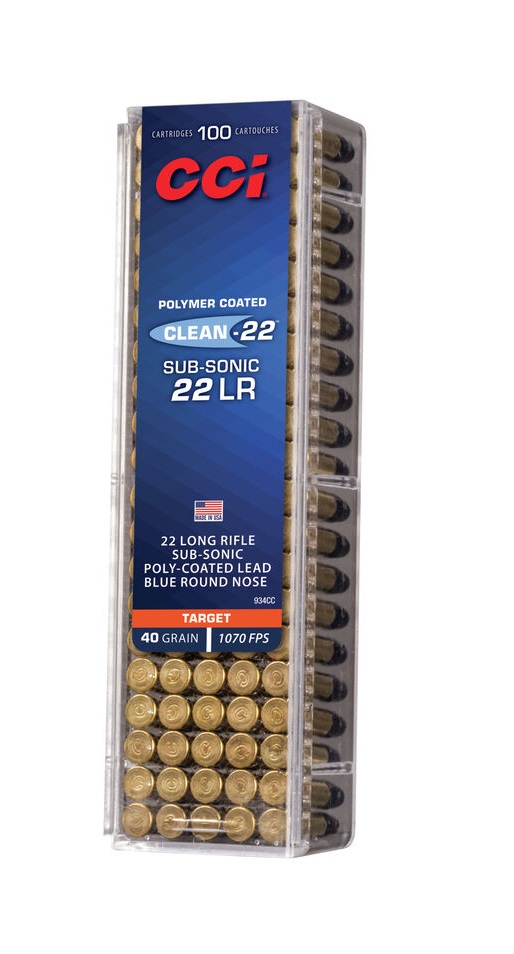 CARTRIDGES 100 CARTOUCHES
CCI
POLYMER COATED
CLEAN-22™
SUB-SONIC
22 LR
MADE IN USA
22 LONG RIFLE
SUB-SONIC
POLY-COATED LEAD
BLUE ROUND NOSE
934CC
TARGET
40 GRAIN | 1070 FPS